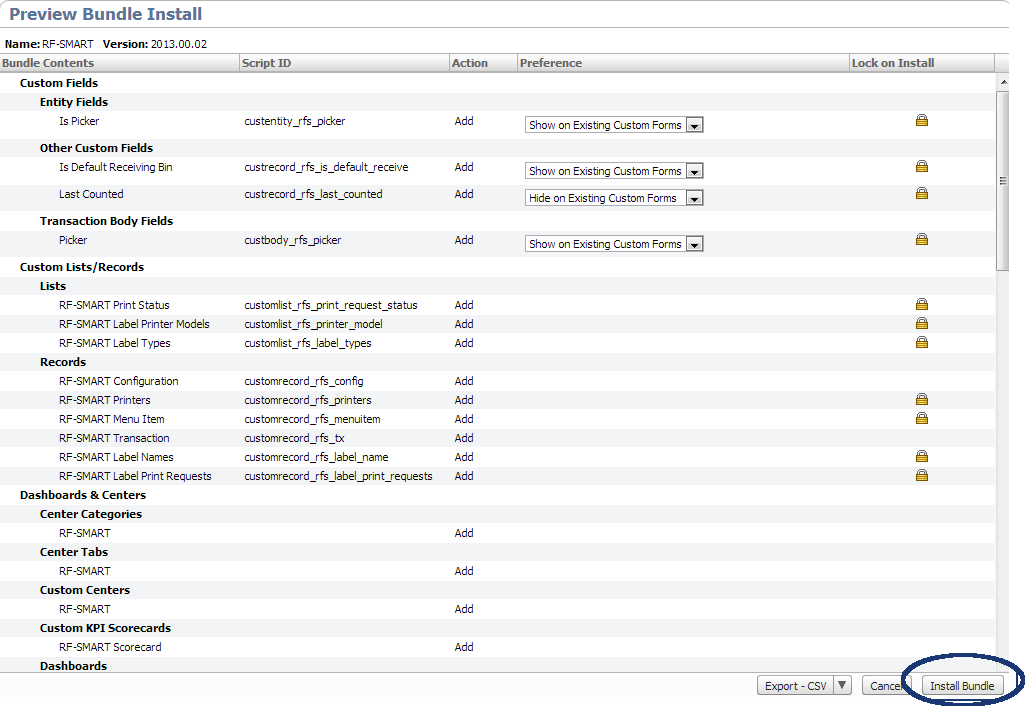 Preview Bundle Install
Name: RF-SMART Version: 2013.00.02
Bundle Contents Script ID Action Preference Lock on Install
Custom Fields
Entity Fields
Is Picker custentity_rfs_picker Add Show on Existing Custom Forms
Other Custom Fields
Is Default Receiving Bin custrecord_rfs_is_default_receive Add Show on Existing Custom Forms
Last Counted custrecord_rfs_last_counted Add Hide on Existing Custom Forms
Transaction Body Fields
Picker custbody_rfs_picker Add Show on Existing Custom Forms
Custom Lists/Records
Lists
RF-SMART Print Status customlist_rfs_print_request_status Add
RF-SMART Label Printer Models customlist_rfs_printer_model Add
RF-SMART Label Types customlist_rfs_label_types Add
Records
RF-SMART Configuration customrecord_rfs_config Add
RF-SMART Printers customrecord_rfs_printers Add
RF-SMART Menu Item customrecord_rfs_menuitem Add
RF-SMART Transaction customrecord_rfs_tx Add
RF-SMART Label Names customrecord_rfs_label_name Add
RF-SMART Label Print Requests customrecord_rfs_label_print_requests Add
Dashboards & Centers
Center Categories
RF-SMART Add
Center Tabs
RF-SMART Add
Custom Centers
RF-SMART Add
Custom KPI Scorecards
RF-SMART Scorecard Add
Dashboards
Export - CSV Cancel Install Bundle